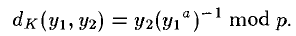 d_K(y_1, y_2) = y_2(y_1^a)^{-1} mod p.